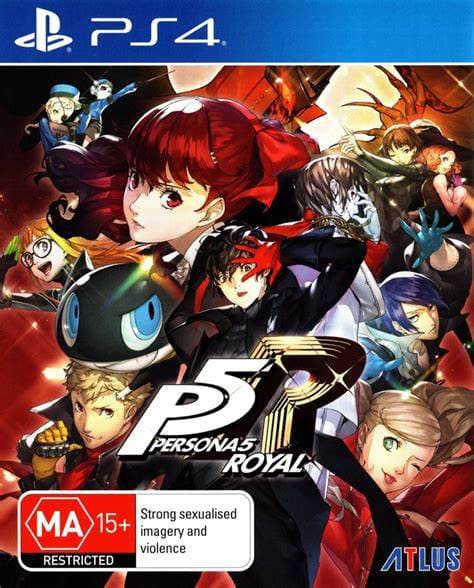 PS4
P5R
PERSONA5
ROYAL
MA 15+
RESTRICTED
Strong sexualised
imagery and
violence
ATLUS